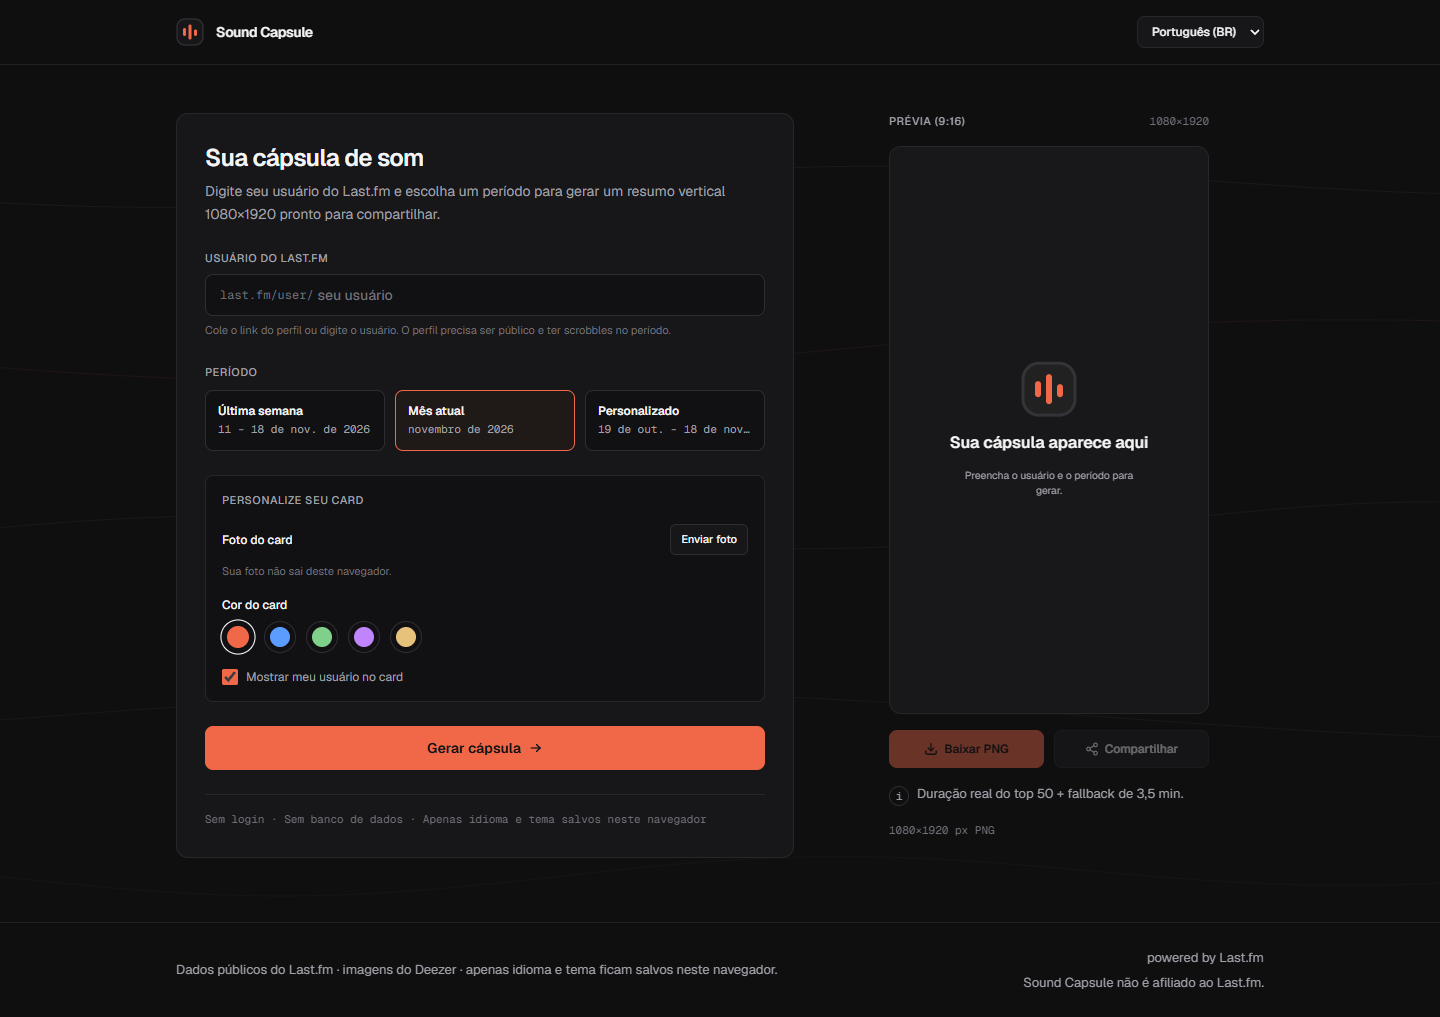 Sound Capsule
Português (BR)
Sua cápsula de som
Digite seu usuário do Last.fm e escolha um período para gerar um resumo vertical
1080×1920 pronto para compartilhar.
USUÁRIO DO LAST.FM
last.fm/user/ seu usuário
Cole o link do perfil ou digite o usuário. O perfil precisa ser público e ter scrobbles no período.
PERÍODO
Última semana
11 – 18 de nov. de 2026
Mês atual
novembro de 2026
Personalizado
19 de out. – 18 de nov…
PERSONALIZE SEU CARD
Foto do card
Enviar foto
Sua foto não sai deste navegador.
Cor do card
Mostrar meu usuário no card
Gerar cápsula →
Sem login · Sem banco de dados · Apenas idioma e tema salvos neste navegador
PRÉVIA (9:16)
1080×1920
Sua cápsula aparece aqui
Preencha o usuário e o período para
gerar.
Baixar PNG
Compartilhar
i Duração real do top 50 + fallback de 3,5 min.
1080×1920 px PNG
Dados públicos do Last.fm · imagens do Deezer · apenas idioma e tema ficam salvos neste navegador.
powered by Last.fm
Sound Capsule não é afiliado ao Last.fm.